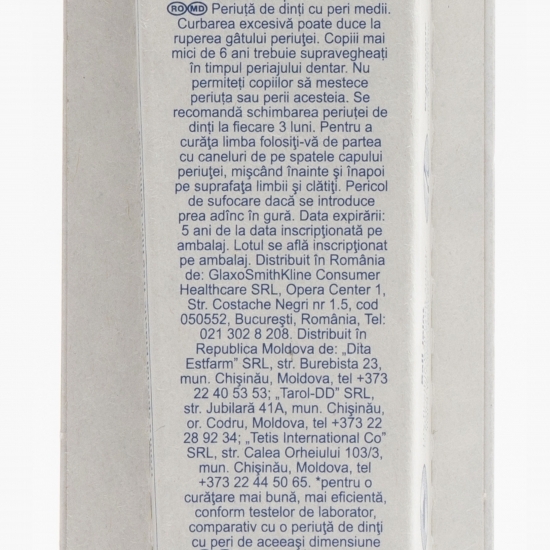 RO MD Periuță de dinți cu peri medii.
Curbarea excesivă poate duce la
ruperea gâtului periuței. Copiii mai
mici de 6 ani trebuie supravegheați
în timpul periajului dentar. Nu
permiteți copiilor să mestece
periuța sau perii acesteia. Se
recomandă schimbarea periuței de
dinți la fiecare 3 luni. Pentru a
curăța limba folosiți-vă de partea
cu caneluri de pe spatele capului
periuței, mișcând înainte și înapoi
pe suprafața limbii și clătiți. Pericol
de sufocare dacă se introduce
prea adînc în gură. Data expirării:
5 ani de la data inscripționată pe
ambalaj. Lotul se află inscripționat
pe ambalaj. Distribuit în România
de: GlaxoSmithKline Consumer
Healthcare SRL, Opera Center 1,
Str. Costache Negri nr 1.5, cod
050552, București, România, Tel:
021 302 8 208. Distribuit în
Republica Moldova de: „Dita
Estfarm” SRL, str. Burebista 23,
mun. Chișinău, Moldova, tel +373
22 40 53 53; „Tarol-DD” SRL,
str. Jubilară 41A, mun. Chișinău,
or. Codru, Moldova, tel +373 22
28 92 34; „Tetis International Co”
SRL, str. Calea Orheiului 103/3,
mun. Chișinău, Moldova, tel
+373 22 44 50 65. *pentru o
curățare mai bună, mai eficientă,
conform testelor de laborator,
comparativ cu o periuță de dinți
cu peri de aceeași dimensiune